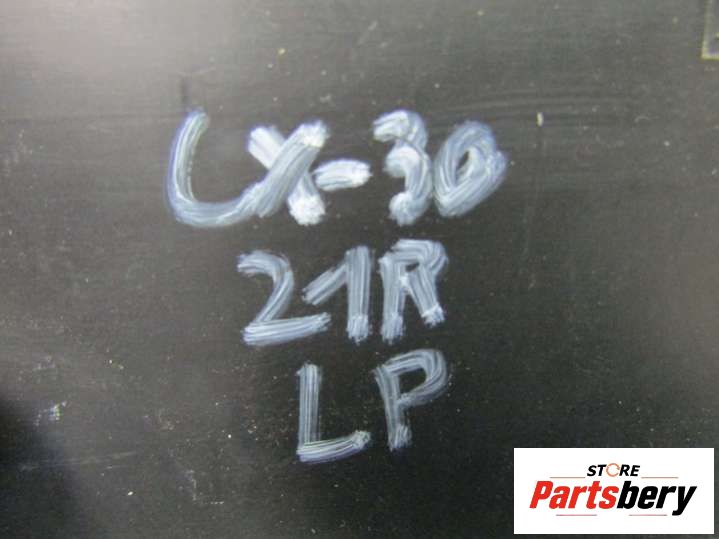 LX-30
21R
LP
STORE
Partsbery